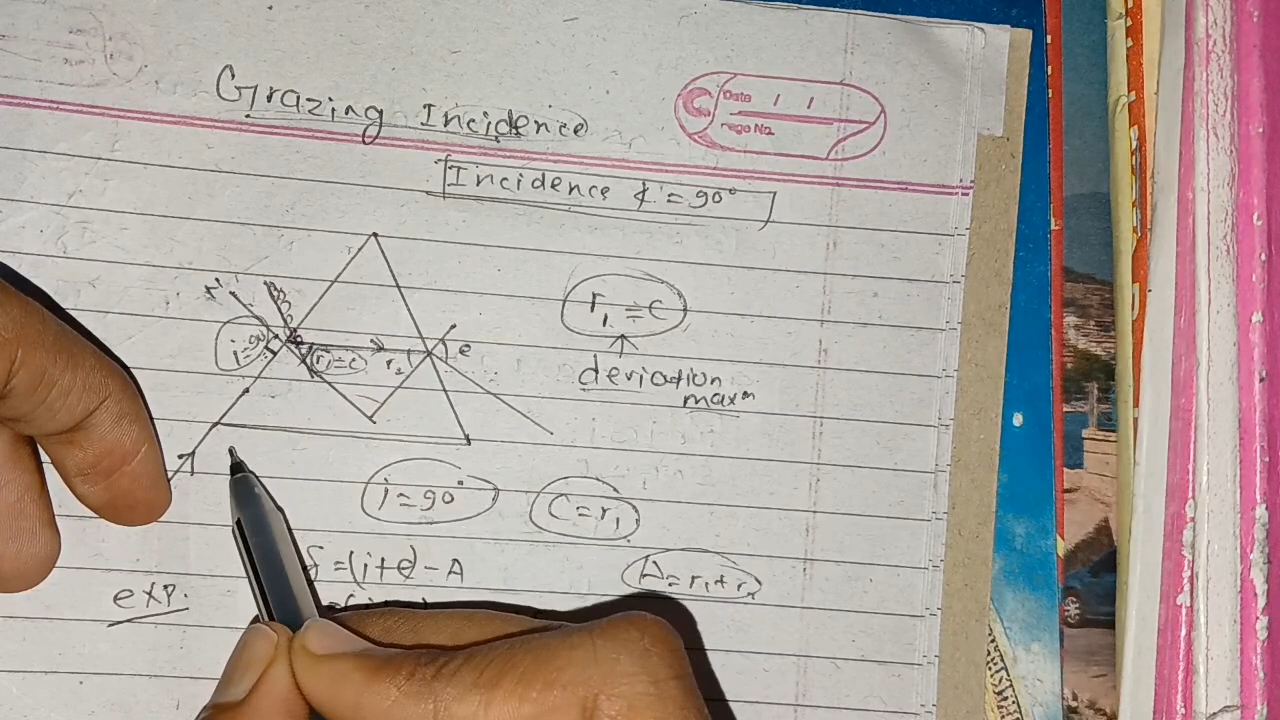 Grazing Incidence
Date / /
Page No.
Incidence ∠ i = 90°
i=90
r₁=c
r₂
e
r₁ = c
↑
deviation
maxᵐ
i = 90°
C = r₁
δ = (i+e) - A
A = r₁ + r₂
exp.